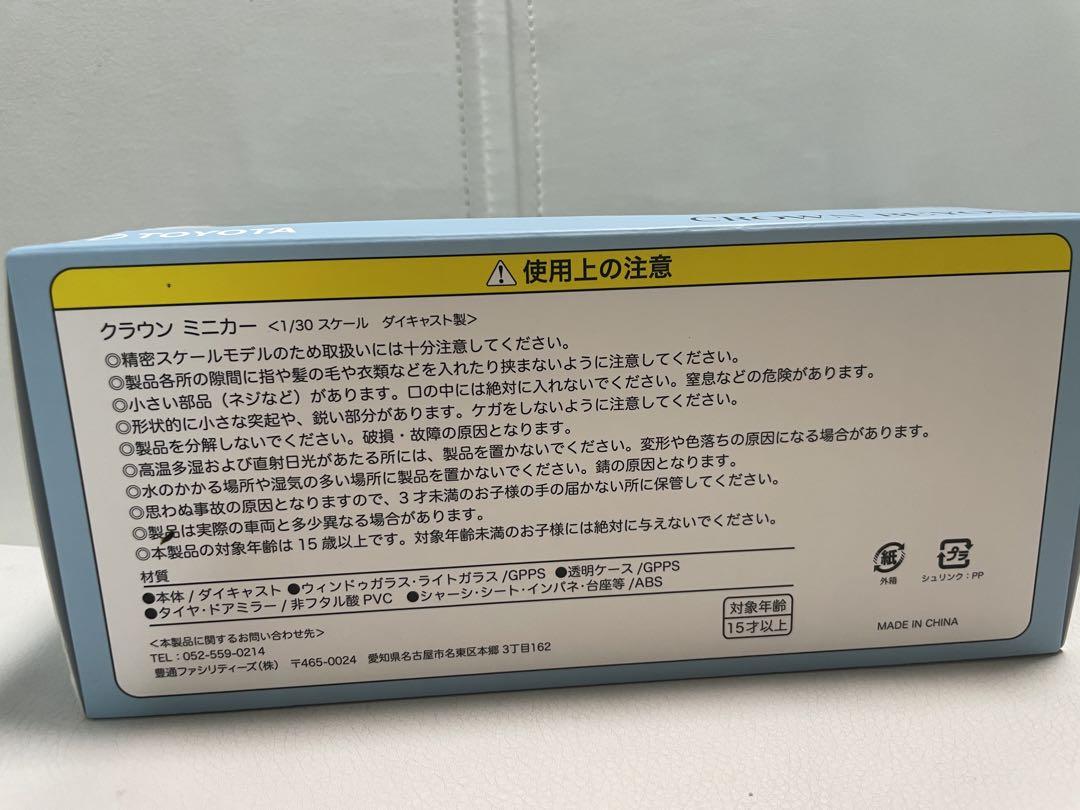 TOYOTA
CROWN
使用上の注意
クラウン ミニカー <1/30 スケール ダイキャスト製>
◎精密スケールモデルのため取扱いには十分注意してください。
◎製品各所の隙間に指や髪の毛や衣類などを入れたり挟まないように注意してください。
◎小さい部品（ネジなど）があります。口の中には絶対に入れないでください。窒息などの危険があります。
◎形状的に小さな突起や、鋭い部分があります。ケガをしないように注意してください。
◎製品を分解しないでください。破損・故障の原因となります。
◎高温多湿および直射日光があたる所には、製品を置かないでください。変形や色落ちの原因になる場合があります。
◎水のかかる場所や湿気の多い場所に製品を置かないでください。錆の原因となります。
◎思わぬ事故の原因となりますので、3才未満のお子様の手の届かない所に保管してください。
◎製品は実際の車両と多少異なる場合があります。
◎本製品の対象年齢は15歳以上です。対象年齢未満のお子様には絶対に与えないでください。
材質
●本体/ダイキャスト ●ウィンドゥガラス・ライトガラス/GPPS ●透明ケース/GPPS
●タイヤ・ドアミラー/非フタル酸PVC ●シャーシ・シート・インパネ・台座等/ABS
<本製品に関するお問い合わせ先>
TEL：052-559-0214
豊通ファシリティーズ（株） 〒465-0024 愛知県名古屋市名東区本郷3丁目162
対象年齢
15才以上
紙
外箱
プラ
シュリンク：PP
MADE IN CHINA